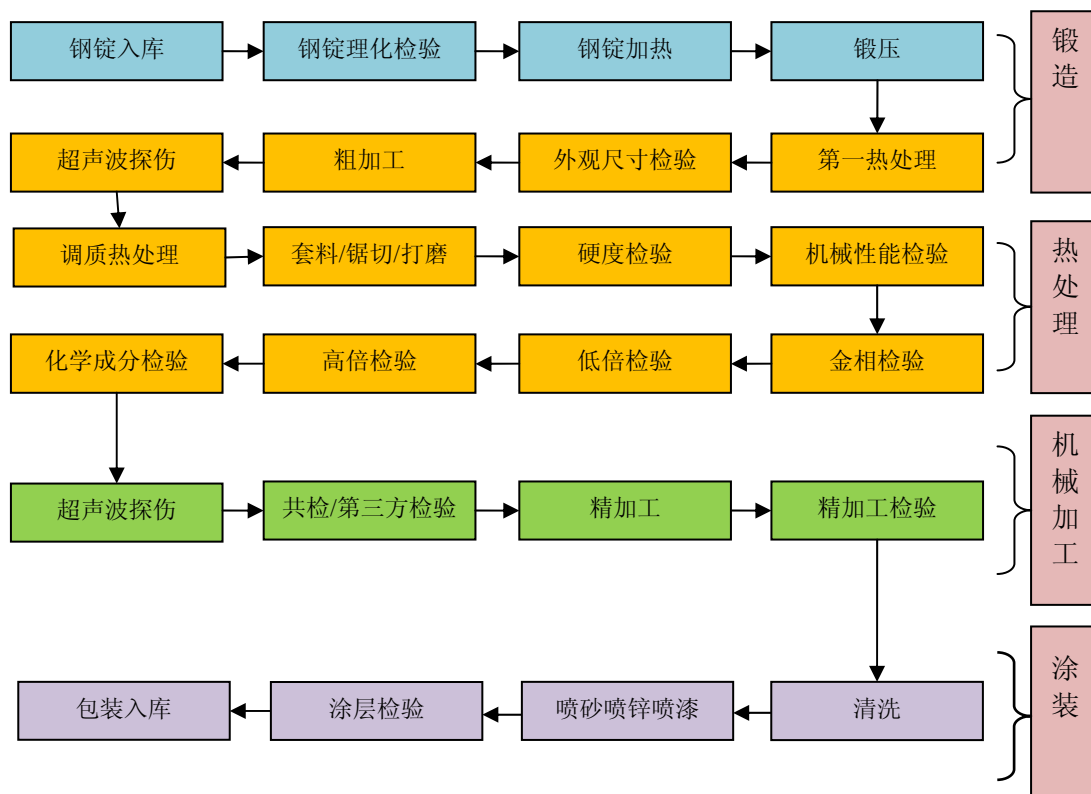 钢锭入库
钢锭理化检验
钢锭加热
锻压
锻造
超声波探伤
粗加工
外观尺寸检验
第一热处理
调质热处理
套料/锯切/打磨
硬度检验
机械性能检验
热处理
化学成分检验
高倍检验
低倍检验
金相检验
超声波探伤
共检/第三方检验
精加工
精加工检验
机械加工
包装入库
涂层检验
喷砂喷锌喷漆
清洗
涂装